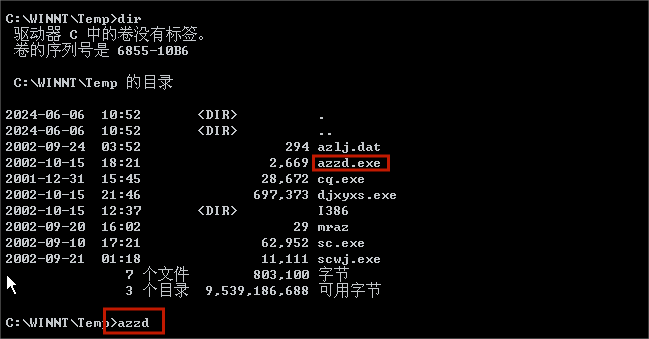 C:\WINNT\Temp>dir
驱动器 C 中的卷没有标签。
卷的序列号是 6855-10B6
C:\WINNT\Temp 的目录
2024-06-06  10:52       <DIR>          .
2024-06-06  10:52       <DIR>          ..
2002-09-24  03:52                  294 azlj.dat
2002-10-15  18:21                2,669 azzd.exe
2001-12-31  15:45               28,672 cq.exe
2002-10-15  21:46              697,373 djxyxs.exe
2002-10-15  12:37       <DIR>          I386
2002-09-20  16:02                   29 mraz
2002-09-10  17:21               62,952 sc.exe
2002-09-21  01:18               11,111 scwj.exe
7 个文件        803,100 字节
3 个目录  9,539,186,688 可用字节
C:\WINNT\Temp>azzd